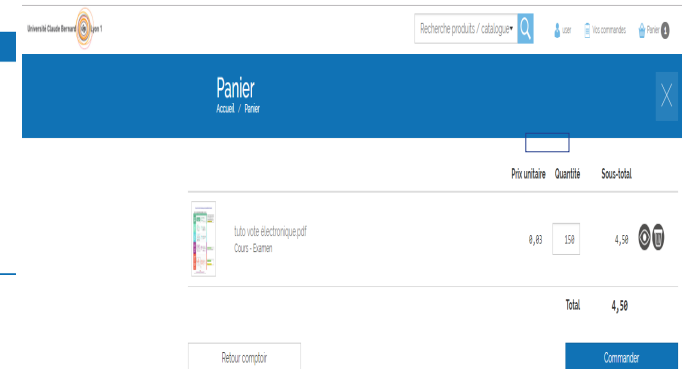 Université Claude Bernard Lyon 1
Recherche produits / catalogue
user
Vos commandes
Panier 1
Panier
Accueil / Panier
Prix unitaire Quantité Sous-total
tuto vote électronique.pdf
Cours - Examen
0,03 150 4,50
Total 4,50
Retour comptoir
Commander